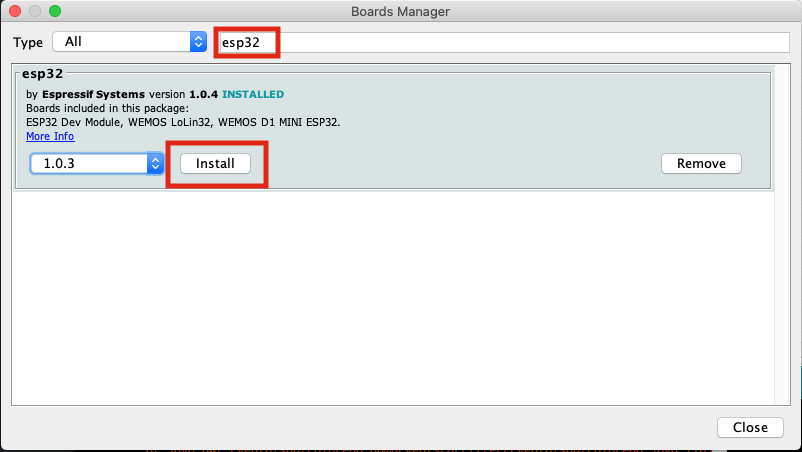 Boards Manager
Type All esp32
esp32
by Espressif Systems version 1.0.4 INSTALLED
Boards included in this package:
ESP32 Dev Module, WEMOS LoLin32, WEMOS D1 MINI ESP32.
More Info
1.0.3 Install Remove
Close